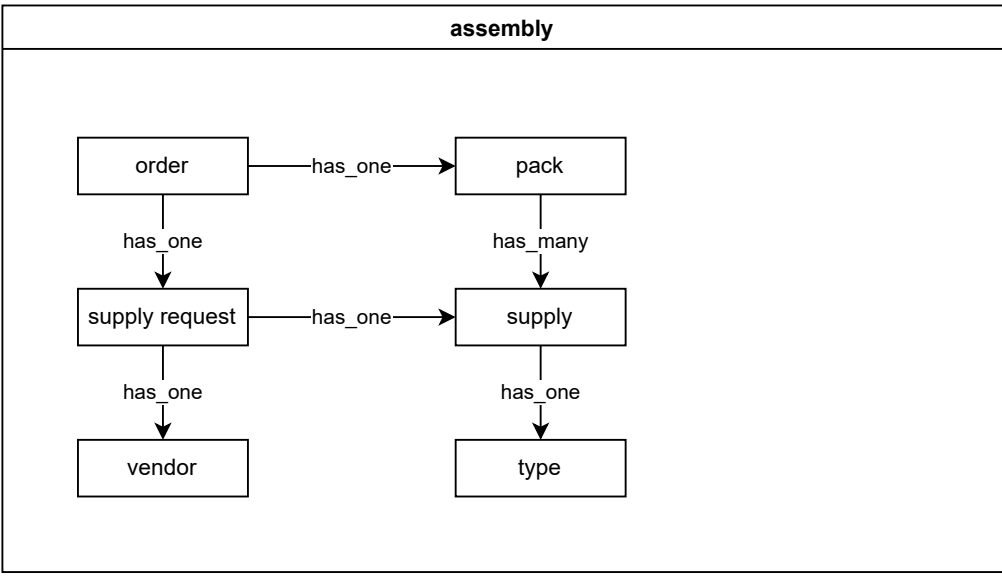 assembly
order
has_one
pack
has_one
has_many
supply request
has_one
supply
has_one
has_one
vendor
type